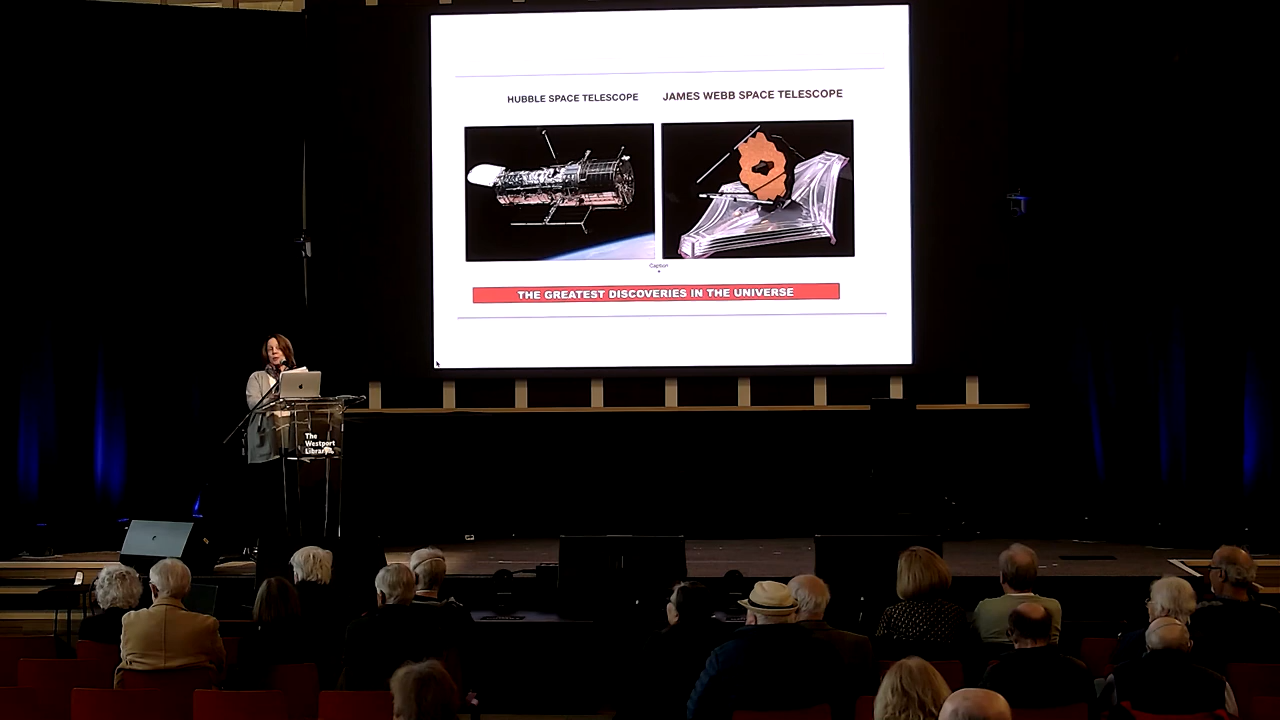 HUBBLE SPACE TELESCOPE
JAMES WEBB SPACE TELESCOPE
Caption
THE GREATEST DISCOVERIES IN THE UNIVERSE
The
Westport
Library